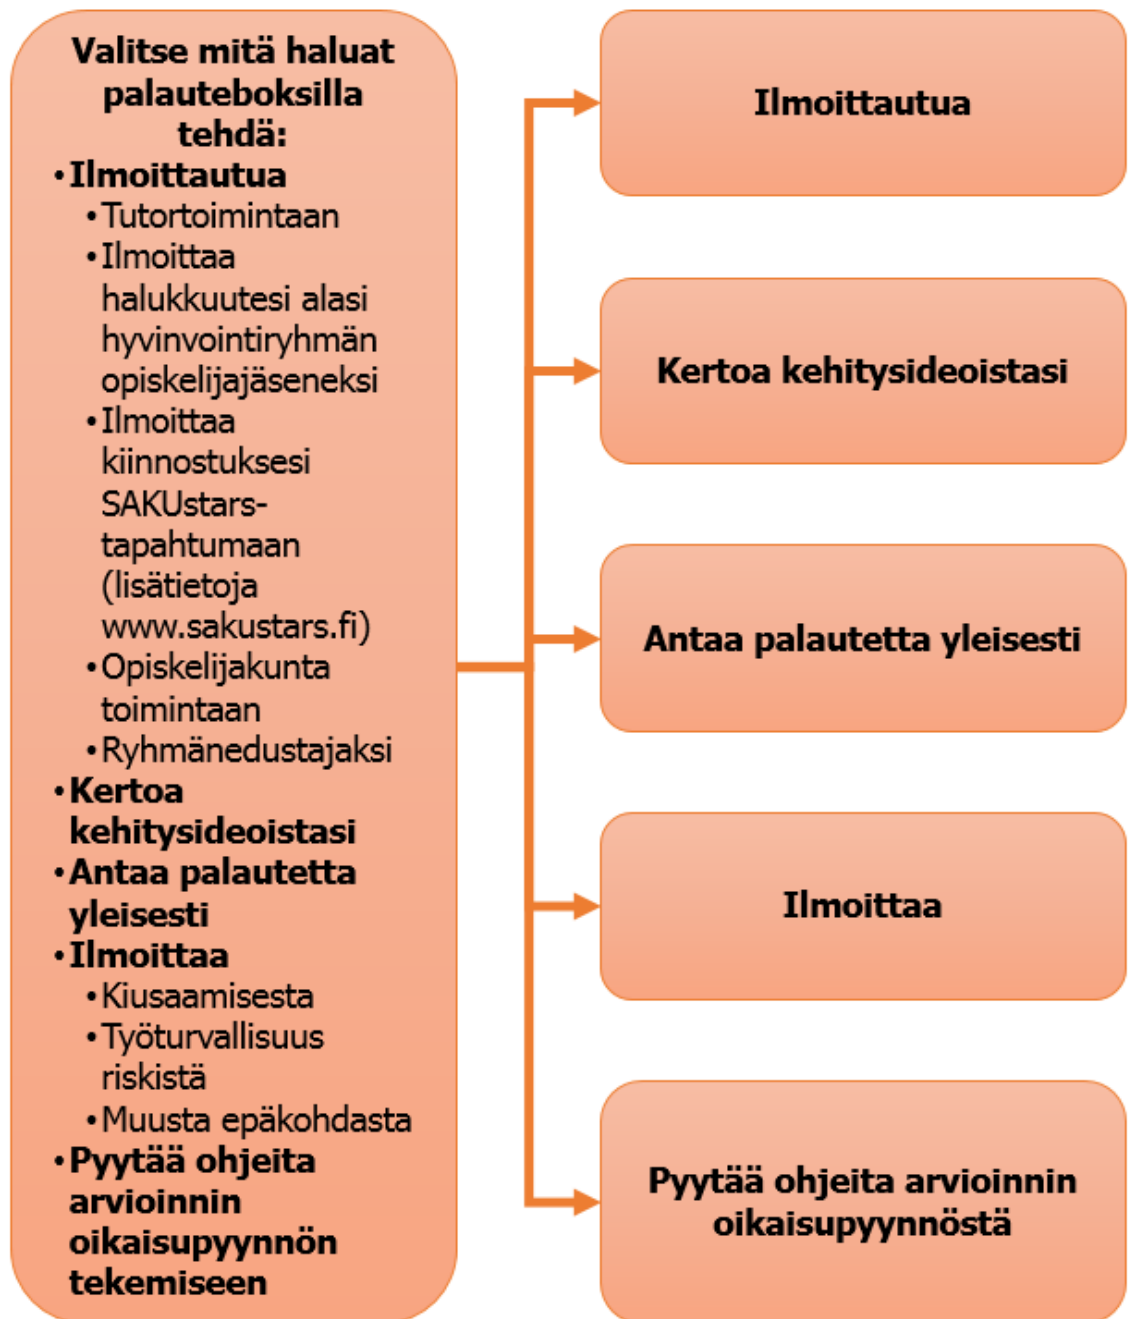 Valitse mitä haluat
palauteboksilla
tehdä:
•Ilmoittautua
•Tutortoimintaan
•Ilmoittaa
halukkuutesi alasi
hyvinvointiryhmän
opiskelijajäseneksi
•Ilmoittaa
kiinnostuksesi
SAKUstars-
tapahtumaan
(lisätietoja
www.sakustars.fi)
•Opiskelijakunta
toimintaan
•Ryhmänedustajaksi
•Kertoa
kehitysideoistasi
•Antaa palautetta
yleisesti
•Ilmoittaa
•Kiusaamisesta
•Työturvallisuus
riskistä
•Muusta epäkohdasta
•Pyytää ohjeita
arvioinnin
oikaisupyynnön
tekemiseen
Ilmoittautua
Kertoa kehitysideoistasi
Antaa palautetta yleisesti
Ilmoittaa
Pyytää ohjeita arvioinnin
oikaisupyynnöstä